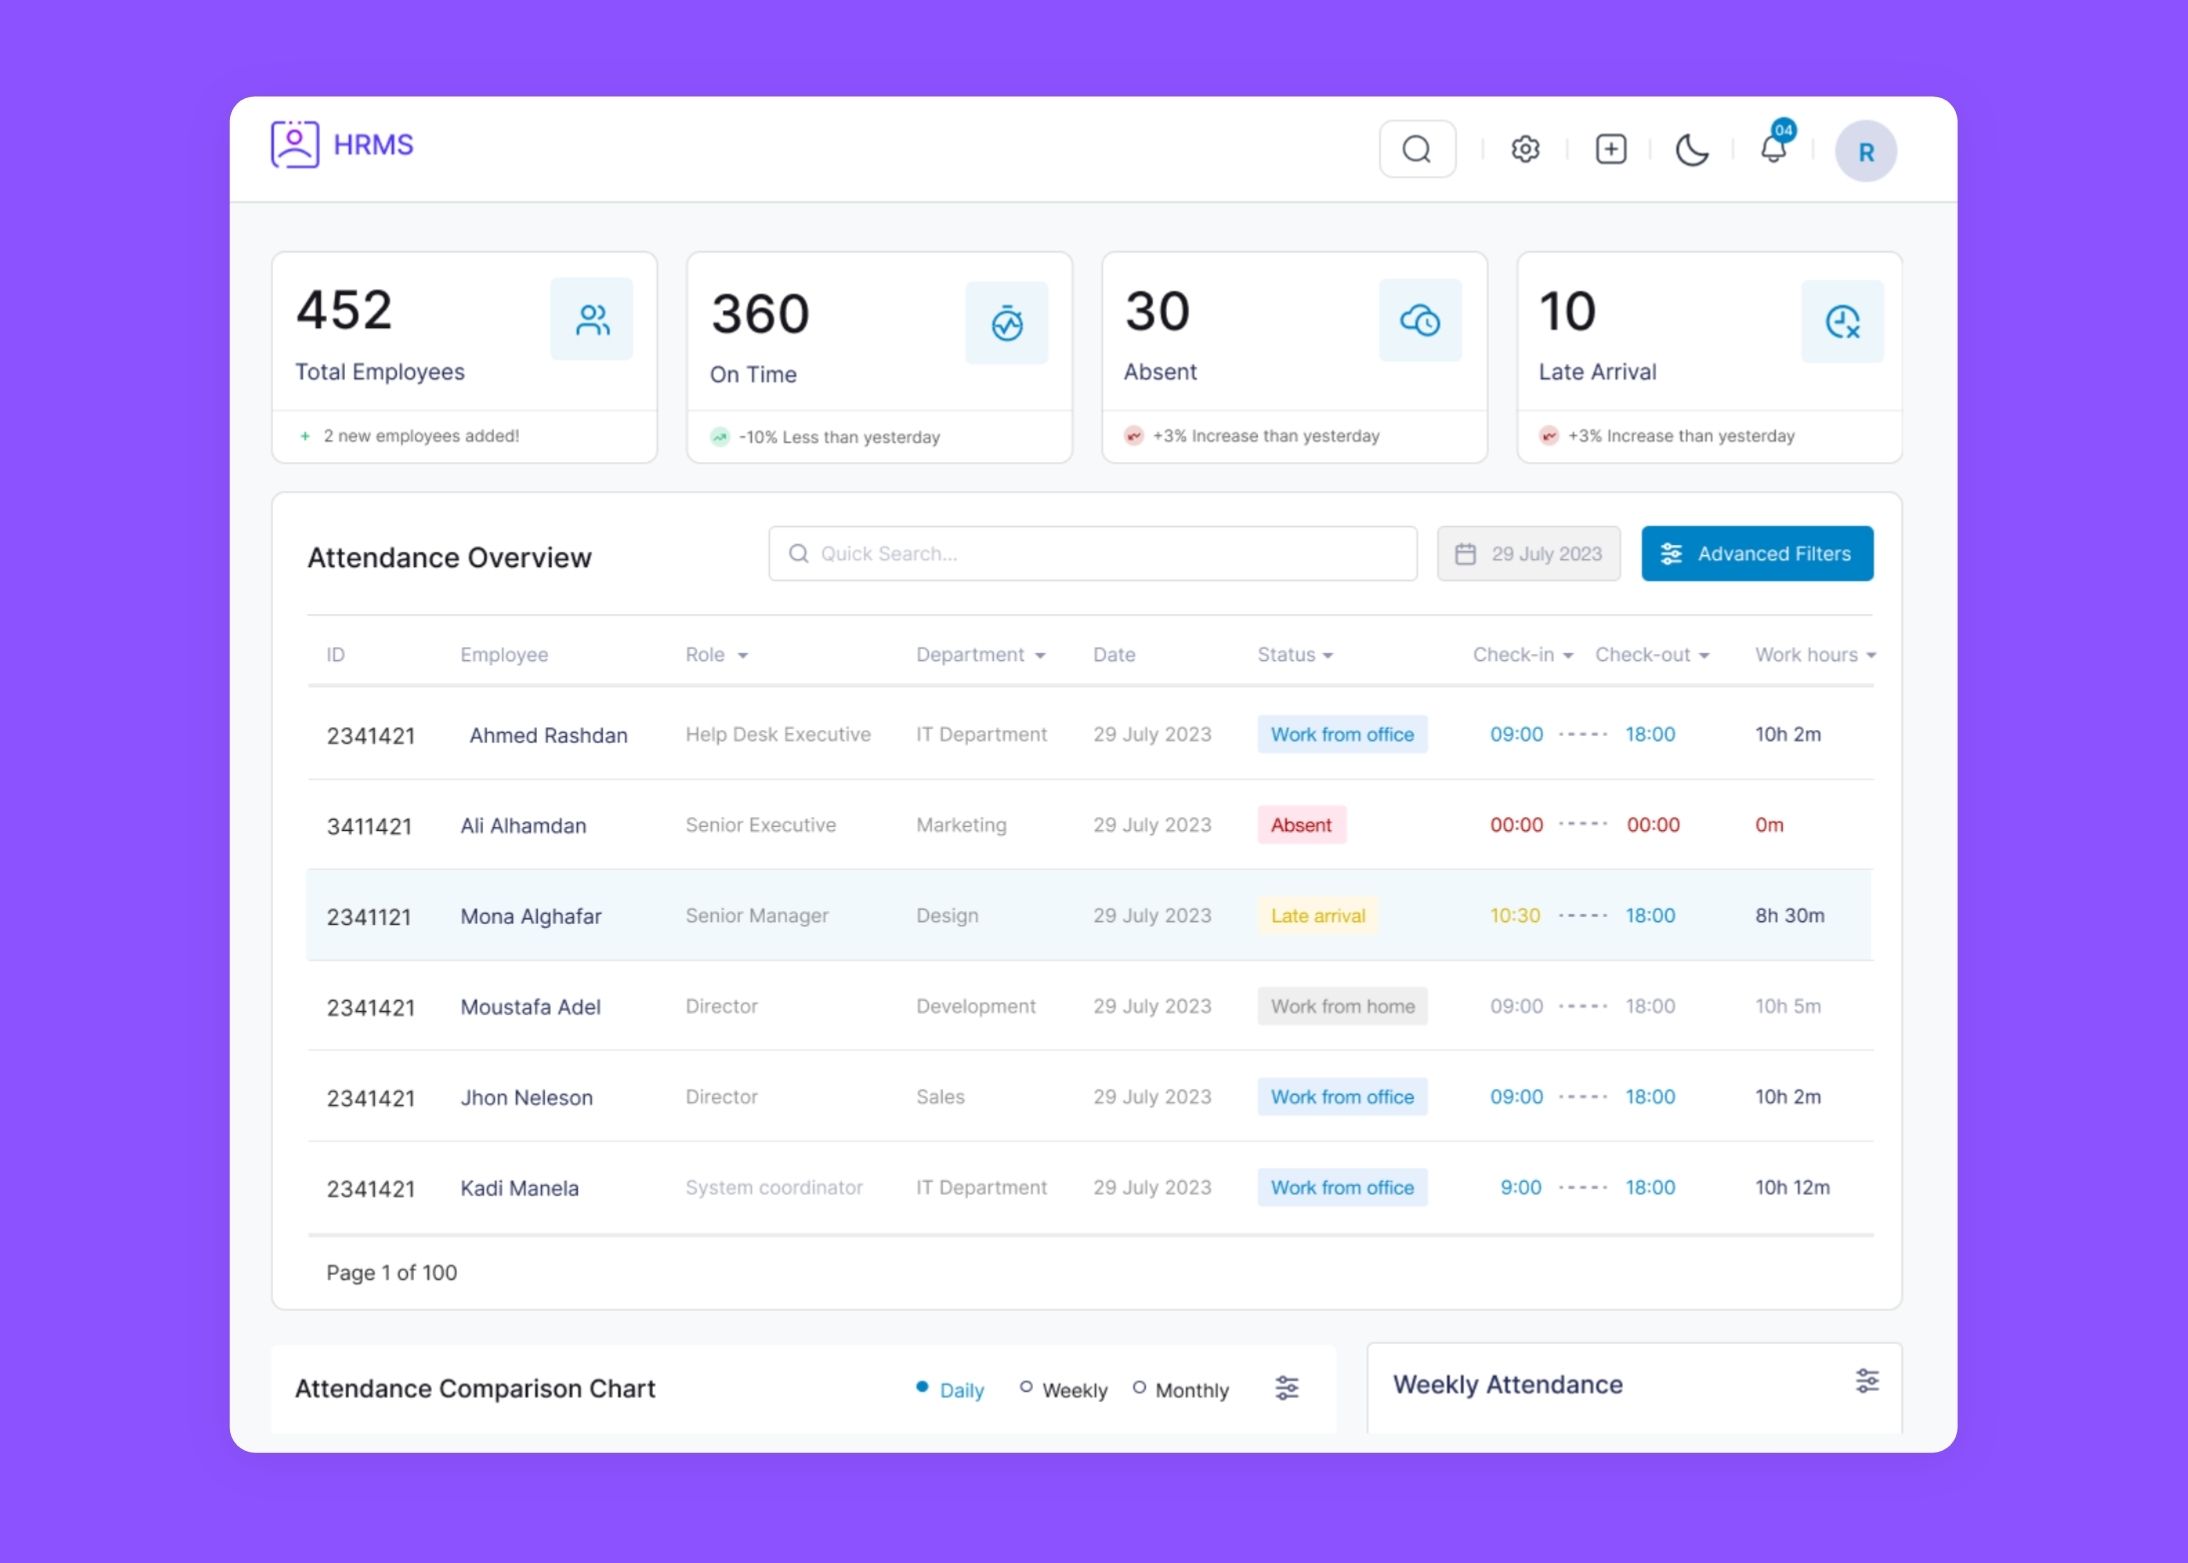 HRMS
04
R
452
Total Employees
+ 2 new employees added!
360
On Time
-10% Less than yesterday
30
Absent
+3% Increase than yesterday
10
Late Arrival
+3% Increase than yesterday
Attendance Overview
Quick Search...
29 July 2023
Advanced Filters
ID Employee Role Department Date Status Check-in Check-out Work hours
2341421 Ahmed Rashdan Help Desk Executive IT Department 29 July 2023 Work from office 09:00 ----- 18:00 10h 2m
3411421 Ali Alhamdan Senior Executive Marketing 29 July 2023 Absent 00:00 ----- 00:00 0m
2341121 Mona Alghafar Senior Manager Design 29 July 2023 Late arrival 10:30 ----- 18:00 8h 30m
2341421 Moustafa Adel Director Development 29 July 2023 Work from home 09:00 ----- 18:00 10h 5m
2341421 Jhon Neleson Director Sales 29 July 2023 Work from office 09:00 ----- 18:00 10h 2m
2341421 Kadi Manela System coordinator IT Department 29 July 2023 Work from office 9:00 ----- 18:00 10h 12m
Page 1 of 100
Attendance Comparison Chart
Daily Weekly Monthly
Weekly Attendance